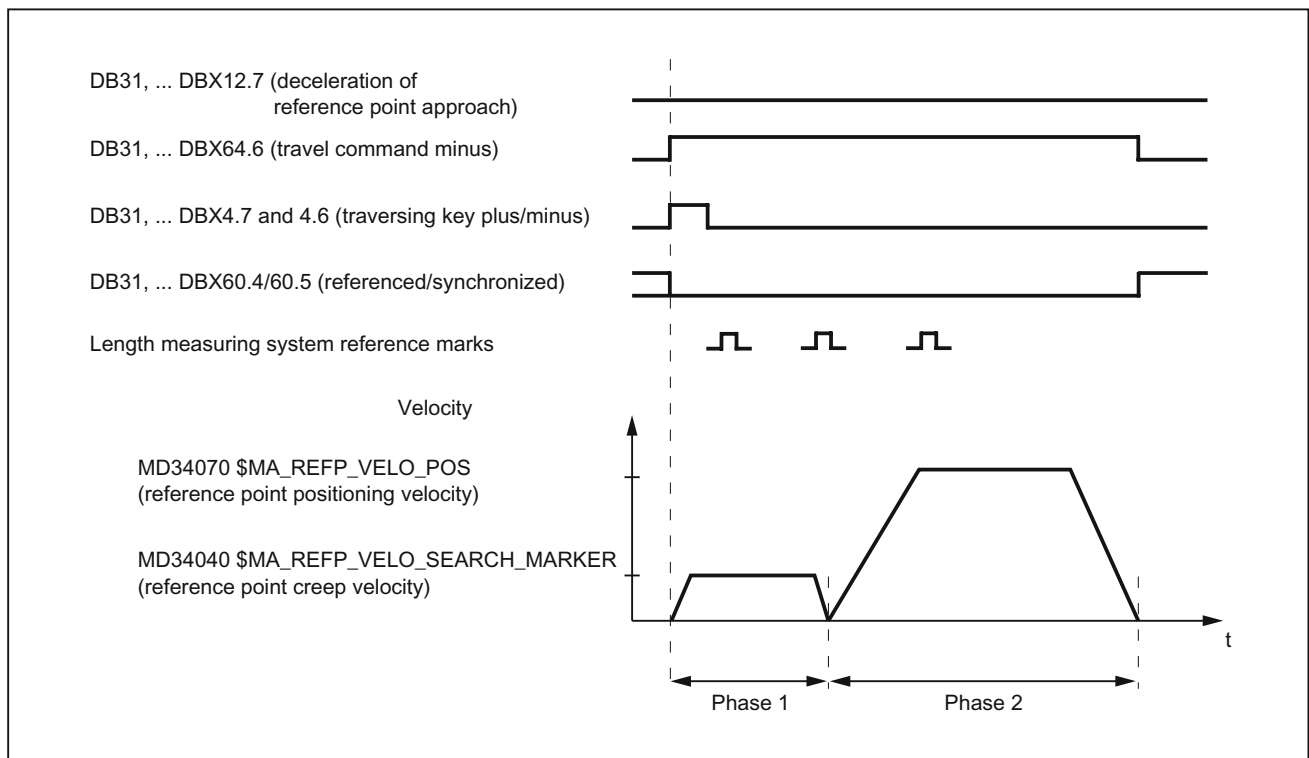 DB31, ... DBX12.7 (deceleration of
reference point approach)
DB31, ... DBX64.6 (travel command minus)
DB31, ... DBX4.7 and 4.6 (traversing key plus/minus)
DB31, ... DBX60.4/60.5 (referenced/synchronized)
Length measuring system reference marks
Velocity
MD34070 $MA_REFP_VELO_POS
(reference point positioning velocity)
MD34040 $MA_REFP_VELO_SEARCH_MARKER
(reference point creep velocity)
t
Phase 1
Phase 2